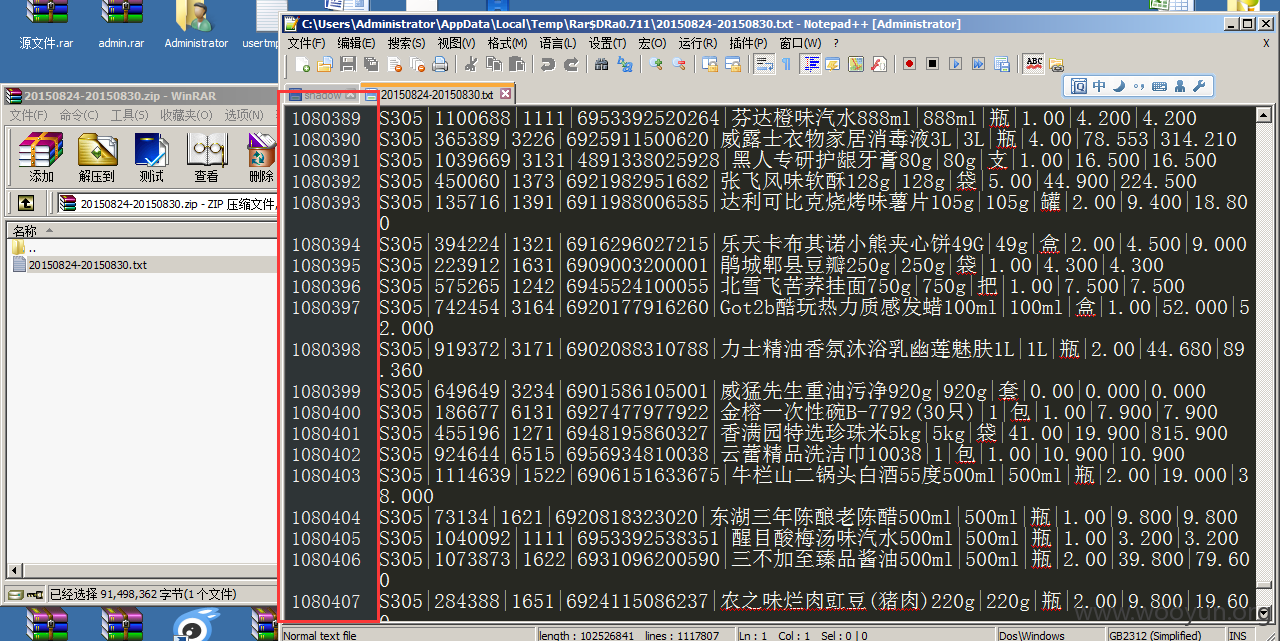 源文件.rar
admin.rar
Administrator
usertmp
C:\Users\Administrator\AppData\Local\Temp\Rar$DRa0.711\20150824-20150830.txt - Notepad++ [Administrator]
文件(F) 编辑(E) 搜索(S) 视图(V) 格式(M) 语言(L) 设置(T) 宏(O) 运行(R) 插件(P) 窗口(W) ? X
中
shadow
20150824-20150830.txt
20150824-20150830.zip - WinRAR
文件(F) 命令(C) 工具(S) 收藏夹(O) 选项(N)
添加 解压到 测试 查看 删除
20150824-20150830.zip - ZIP 压缩文件,
名称
..
20150824-20150830.txt
已经选择 91,498,362 字节(1 个文件)
1080389 S305|1100688|1111|6953392520264|芬达橙味汽水888ml|888ml|瓶|1.00|4.200|4.200
1080390 S305|365389|3226|6925911500620|威露士衣物家居消毒液3L|3L|瓶|4.00|78.553|314.210
1080391 S305|1039669|3131|4891338025928|黑人专研护龈牙膏80g|80g|支|1.00|16.500|16.500
1080392 S305|450060|1373|6921982951682|张飞风味软酥128g|128g|袋|5.00|44.900|224.500
1080393 S305|135716|1391|6911988006585|达利可比克烧烤味薯片105g|105g|罐|2.00|9.400|18.80
0
1080394 S305|394224|1321|6916296027215|乐天卡布其诺小熊夹心饼49G|49g|盒|2.00|4.500|9.000
1080395 S305|223912|1631|6909003200001|鹃城郫县豆瓣250g|250g|袋|1.00|4.300|4.300
1080396 S305|575265|1242|6945524100055|北雪飞苦荞挂面750g|750g|把|1.00|7.500|7.500
1080397 S305|742454|3164|6920177916260|Got2b酷玩热力质感发蜡100ml|100ml|盒|1.00|52.000|5
2.000
1080398 S305|919372|3171|6902088310788|力士精油香氛沐浴乳幽莲魅肤1L|1L|瓶|2.00|44.680|89
.360
1080399 S305|649649|3234|6901586105001|威猛先生重油污净920g|920g|套|0.00|0.000|0.000
1080400 S305|186677|6131|6927477977922|金榕一次性碗B-7792(30只)|1|包|1.00|7.900|7.900
1080401 S305|455196|1271|6948195860327|香满园特选珍珠米5kg|5kg|袋|41.00|19.900|815.900
1080402 S305|924644|6515|6956934810038|云蕾精品洗洁巾10038|1|包|1.00|10.900|10.900
1080403 S305|1114639|1522|6906151633675|牛栏山二锅头白酒55度500ml|500ml|瓶|2.00|19.000|3
8.000
1080404 S305|73134|1621|6920818323020|东湖三年陈酿老陈醋500ml|500ml|瓶|1.00|9.800|9.800
1080405 S305|1040092|1111|6953392538351|醒目酸梅汤味汽水500ml|500ml|瓶|1.00|3.200|3.200
1080406 S305|1073873|1622|6931096200590|三不加至臻品酱油500ml|500ml|瓶|2.00|39.800|79.60
0
1080407 S305|284388|1651|6924115086237|农之味烂肉豇豆(猪肉)220g|220g|瓶|2.00|9.800|19.60
www.wooyun.org
Normal text file length : 102526841 lines : 1117807 Ln : 1 Col : 1 Sel : 0 | 0 Dos\Windows GB2312 (Simplified) INS